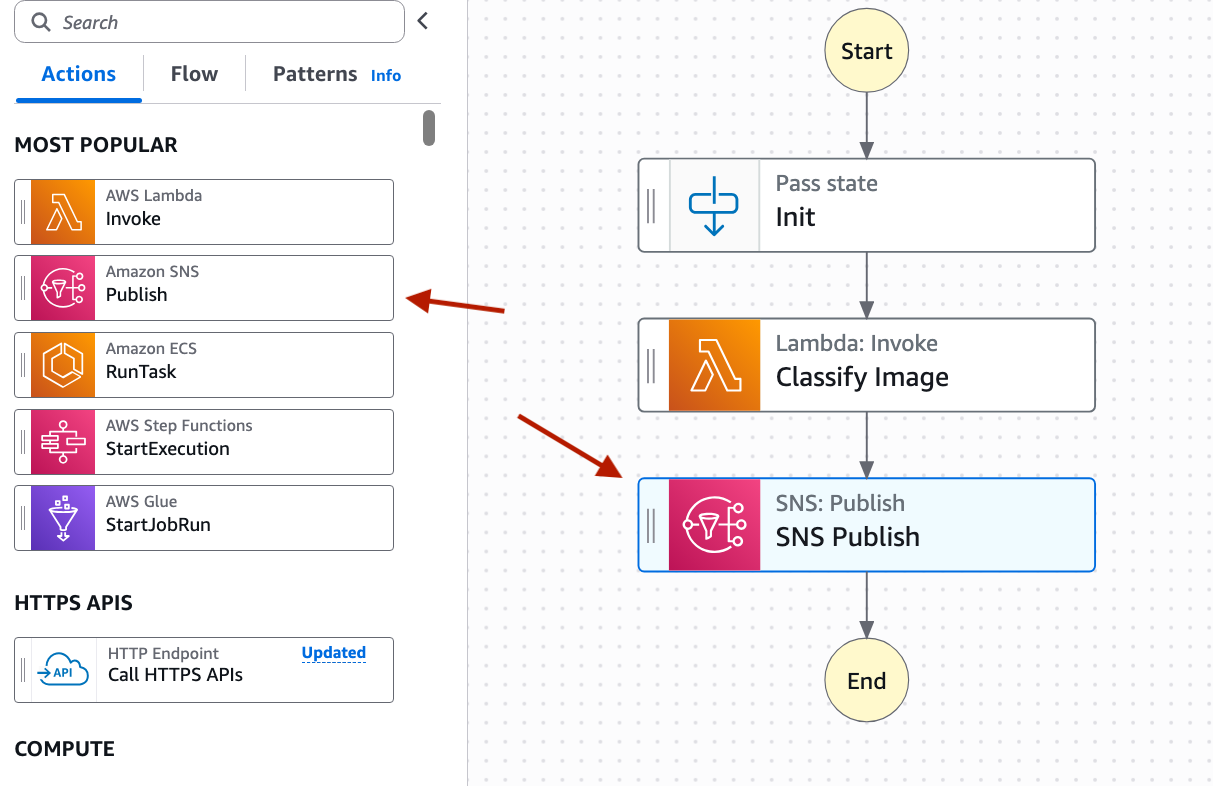 Search
Actions
Flow
Patterns
Info
MOST POPULAR
AWS Lambda
Invoke
Amazon SNS
Publish
Amazon ECS
RunTask
AWS Step Functions
StartExecution
AWS Glue
StartJobRun
HTTPS APIS
API
HTTP Endpoint
Updated
Call HTTPS APIs
COMPUTE
Start
Pass state
Init
Lambda: Invoke
Classify Image
SNS: Publish
SNS Publish
End